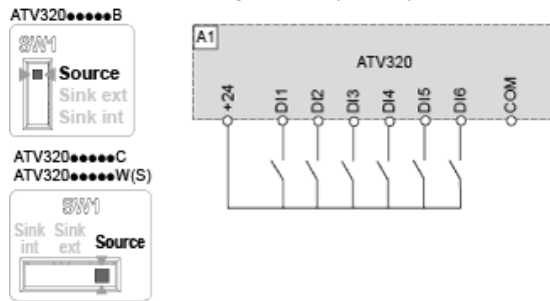 ATV320●●●●●B
SW1
Source
Sink ext
Sink int
ATV320●●●●●C
ATV320●●●●●W(S)
SW1
Sink int
Sink ext
Source
A1
ATV320
+24
DI1
DI2
DI3
DI4
DI5
DI6
COM